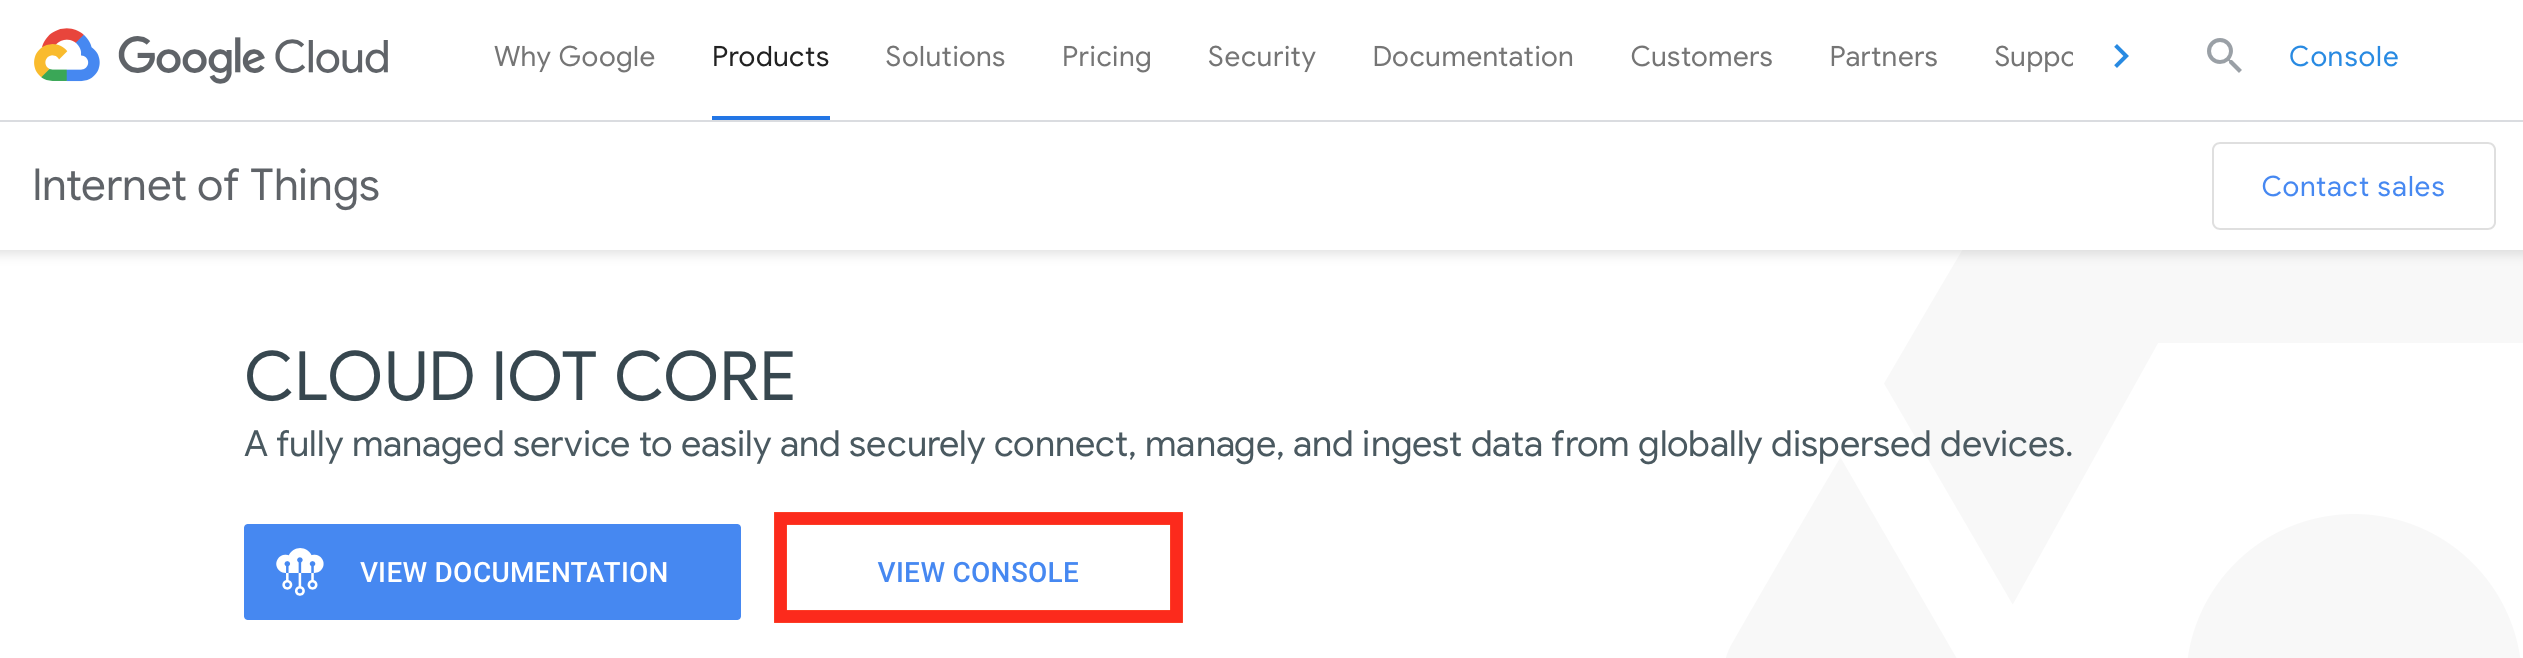 Google Cloud Why Google Products Solutions Pricing Security Documentation Customers Partners Suppo Console
Internet of Things Contact sales
CLOUD IOT CORE
A fully managed service to easily and securely connect, manage, and ingest data from globally dispersed devices.
VIEW DOCUMENTATION VIEW CONSOLE